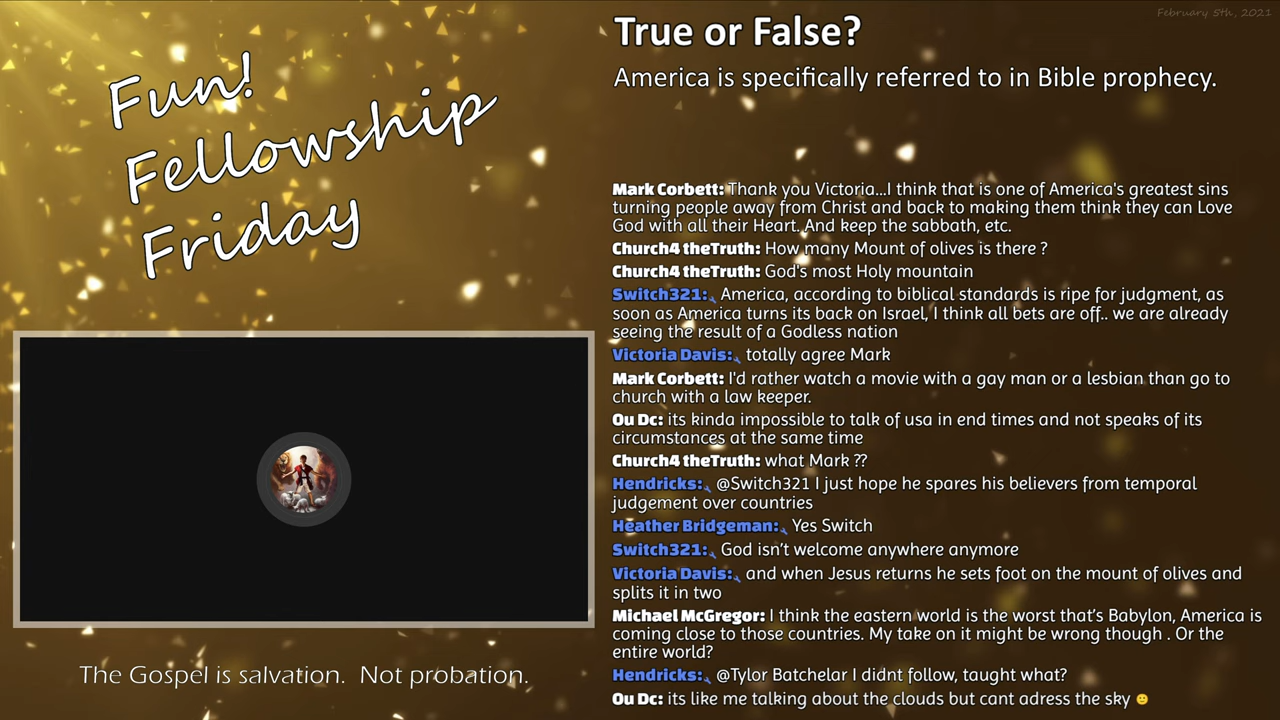 Fun!
Fellowship
Friday
The Gospel is salvation.  Not probation.
February 5th, 2021
True or False?
America is specifically referred to in Bible prophecy.
Mark Corbett: Thank you Victoria...I think that is one of America's greatest sins
turning people away from Christ and back to making them think they can Love
God with all their Heart. And keep the sabbath, etc.
Church4 theTruth: How many Mount of olives is there ?
Church4 theTruth: God's most Holy mountain
Switch321: America, according to biblical standards is ripe for judgment, as
soon as America turns its back on Israel, I think all bets are off.. we are already
seeing the result of a Godless nation
Victoria Davis: totally agree Mark
Mark Corbett: I'd rather watch a movie with a gay man or a lesbian than go to
church with a law keeper.
Ou Dc: its kinda impossible to talk of usa in end times and not speaks of its
circumstances at the same time
Church4 theTruth: what Mark ??
Hendricks: @Switch321 I just hope he spares his believers from temporal
judgement over countries
Heather Bridgeman: Yes Switch
Switch321: God isn’t welcome anywhere anymore
Victoria Davis: and when Jesus returns he sets foot on the mount of olives and
splits it in two
Michael McGregor: I think the eastern world is the worst that’s Babylon, America is
coming close to those countries. My take on it might be wrong though . Or the
entire world?
Hendricks: @Tylor Batchelar I didnt follow, taught what?
Ou Dc: its like me talking about the clouds but cant adress the sky 🙂